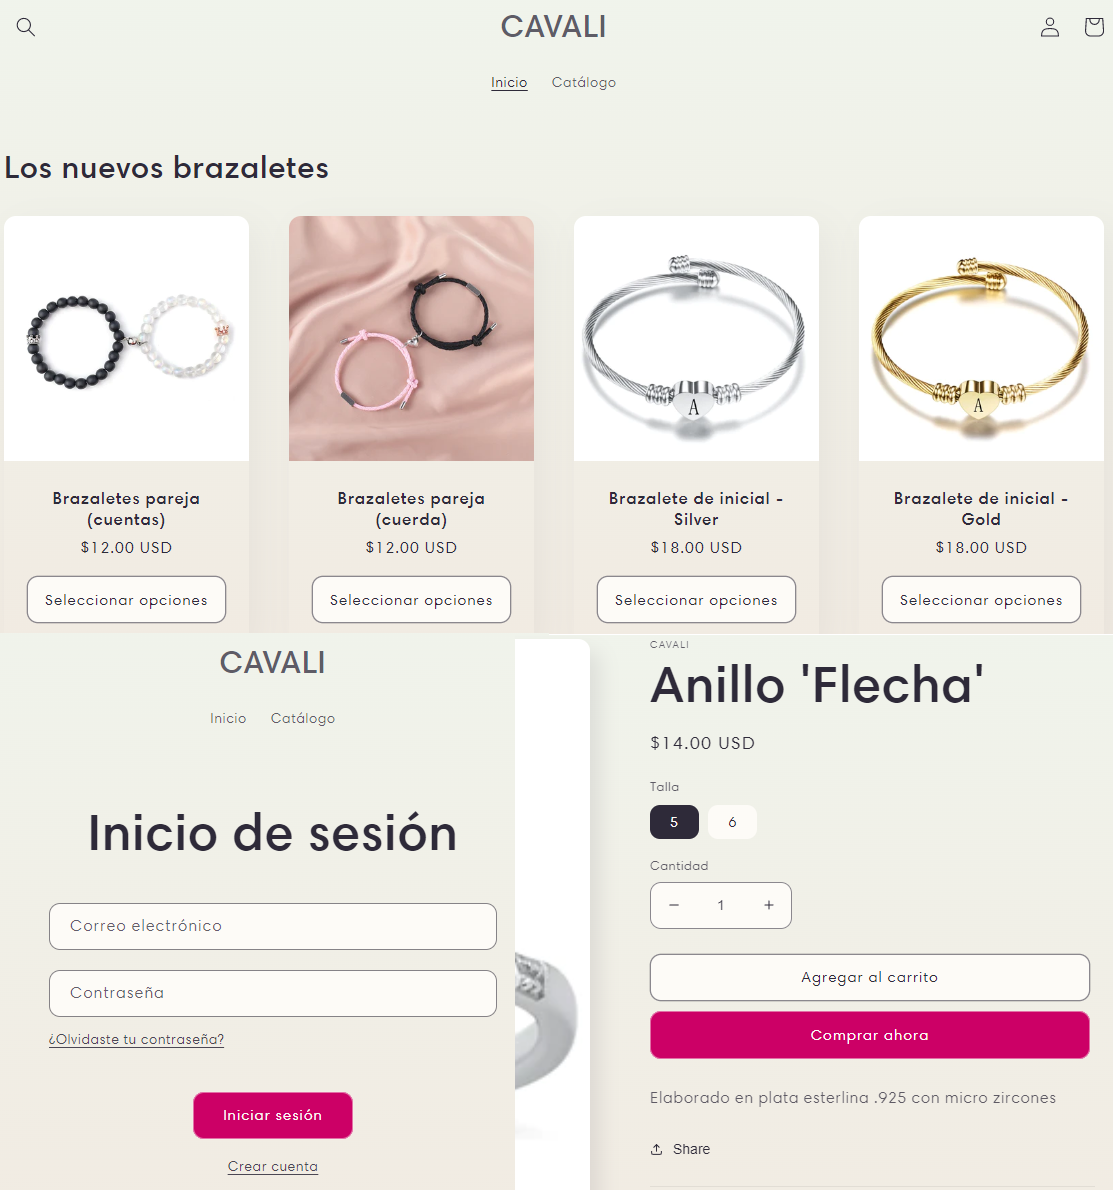 CAVALI
Inicio Catálogo
Los nuevos brazaletes
A
A
Brazaletes pareja
(cuentas)
$12.00 USD
Seleccionar opciones
Brazaletes pareja
(cuerda)
$12.00 USD
Seleccionar opciones
Brazalete de inicial -
Silver
$18.00 USD
Seleccionar opciones
Brazalete de inicial -
Gold
$18.00 USD
Seleccionar opciones
CAVALI
Inicio Catálogo
Inicio de sesión
Correo electrónico
Contraseña
¿Olvidaste tu contraseña?
Iniciar sesión
Crear cuenta
CAVALI
Anillo 'Flecha'
$14.00 USD
Talla
5 6
Cantidad
− 1 +
Agregar al carrito
Comprar ahora
Elaborado en plata esterlina .925 con micro zircones
Share